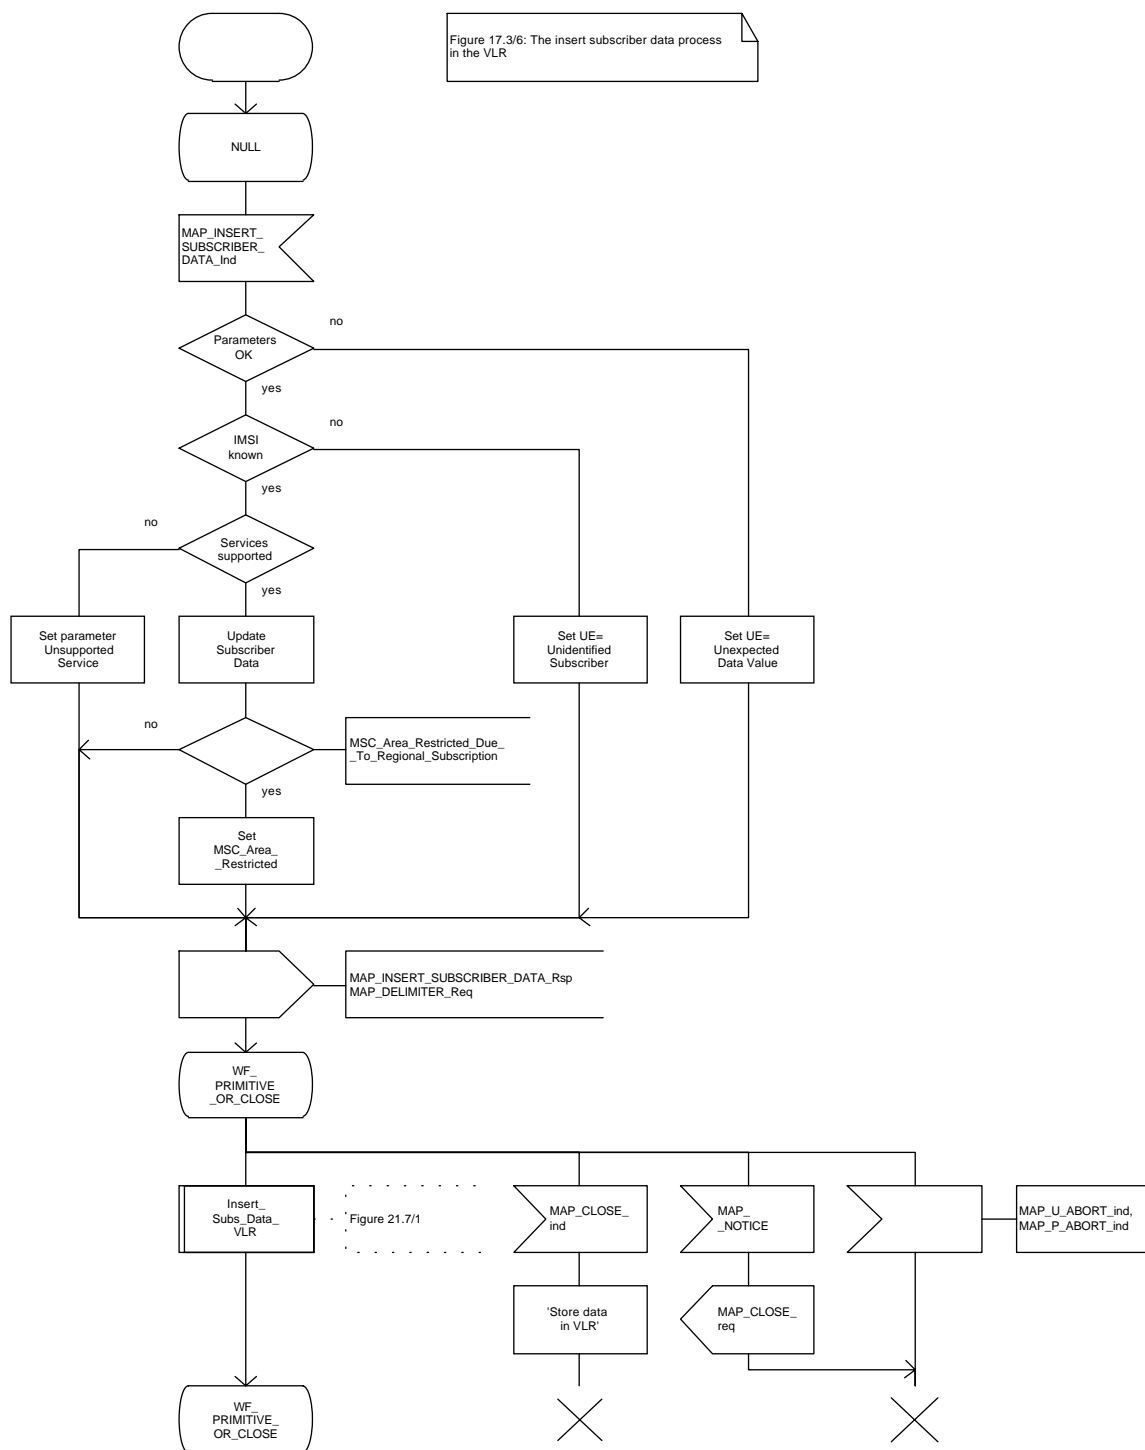 Figure 17.3/6: The insert subscriber data process
in the VLR
NULL
MAP_INSERT_
SUBSCRIBER_
DATA_Ind
no
Parameters
OK
yes
no
IMSI
known
yes
no
Services
supported
yes
Set parameter
Unsupported
Service
Update
Subscriber
Data
Set UE=
Unidentified
Subscriber
Set UE=
Unexpected
Data Value
no
MSC_Area_Restricted_Due_
_To_Regional_Subscription
yes
Set
MSC_Area_
_Restricted
MAP_INSERT_SUBSCRIBER_DATA_Rsp
MAP_DELIMITER_Req
WF_
PRIMITIVE
_OR_CLOSE
Insert_
Subs_Data_
VLR
Figure 21.7/1
MAP_CLOSE_
ind
MAP_
_NOTICE
MAP_U_ABORT_ind,
MAP_P_ABORT_ind
'Store data
in VLR'
MAP_CLOSE_
req
WF_
PRIMITIVE_
OR_CLOSE